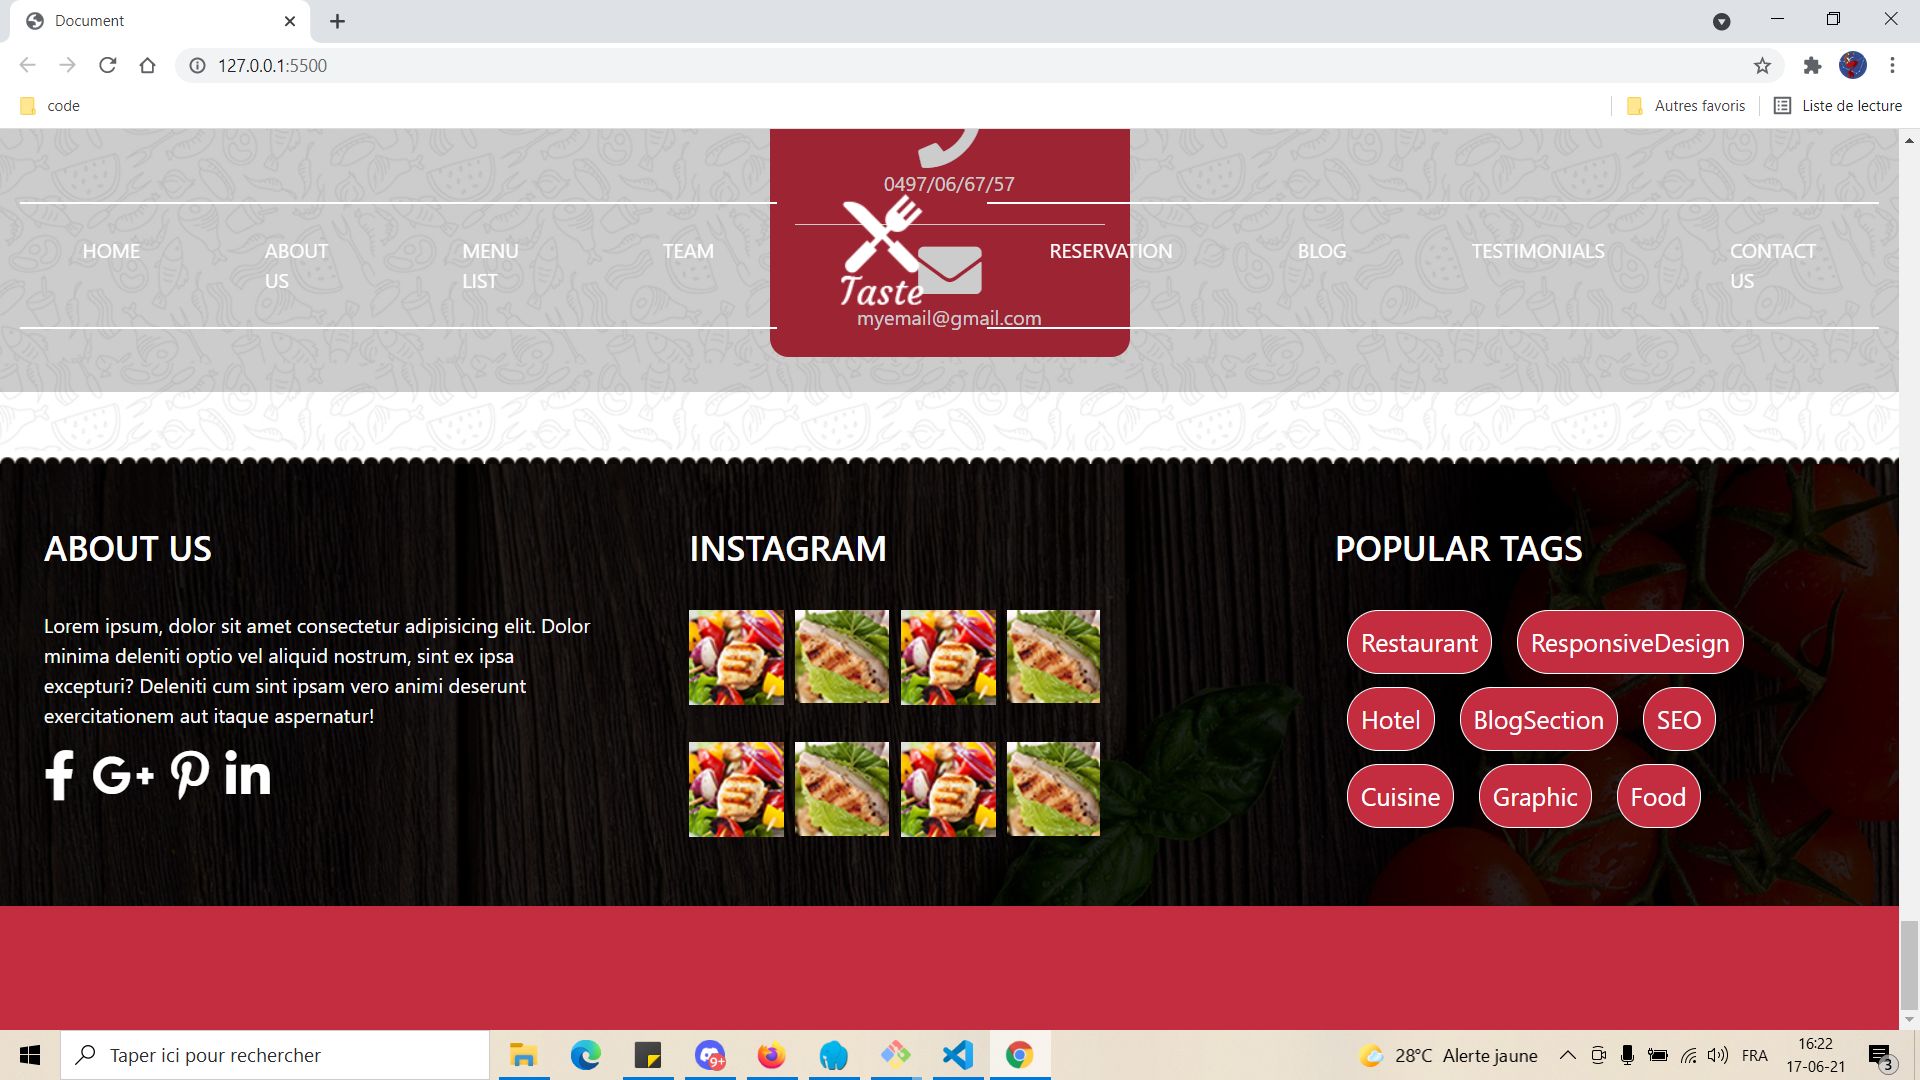 Document
127.0.0.1:5500
code
Autres favoris
Liste de lecture
0497/06/67/57
HOME
ABOUT
US
MENU
LIST
TEAM
Taste
RESERVATION
BLOG
TESTIMONIALS
CONTACT
US
myemail@gmail.com
ABOUT US
Lorem ipsum, dolor sit amet consectetur adipisicing elit. Dolor
minima deleniti optio vel aliquid nostrum, sint ex ipsa
excepturi? Deleniti cum sint ipsam vero animi deserunt
exercitationem aut itaque aspernatur!
INSTAGRAM
POPULAR TAGS
Restaurant
ResponsiveDesign
Hotel
BlogSection
SEO
Cuisine
Graphic
Food
Taper ici pour rechercher
9+
28°C Alerte jaune
FRA
16:22
17-06-21
3